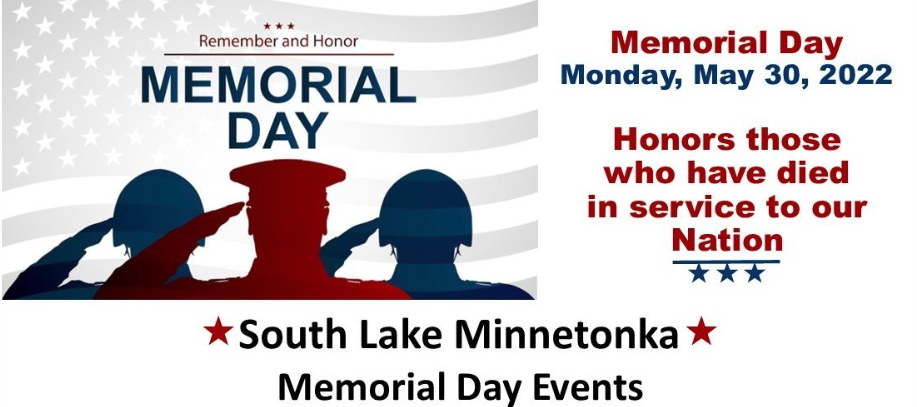 Remember and Honor
MEMORIAL
DAY
Memorial Day
Monday, May 30, 2022
Honors those
who have died
in service to our
Nation
South Lake Minnetonka
Memorial Day Events